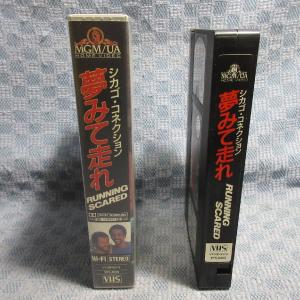 MGM/UA
HOME VIDEO
シカゴ・コネクション
夢みて走れ
RUNNING
SCARED
Hi-Fi STEREO
VHS
MGM/UA
HOME VIDEO
シカゴ・コネクション
夢みて走れ
RUNNING
SCARED
VHS